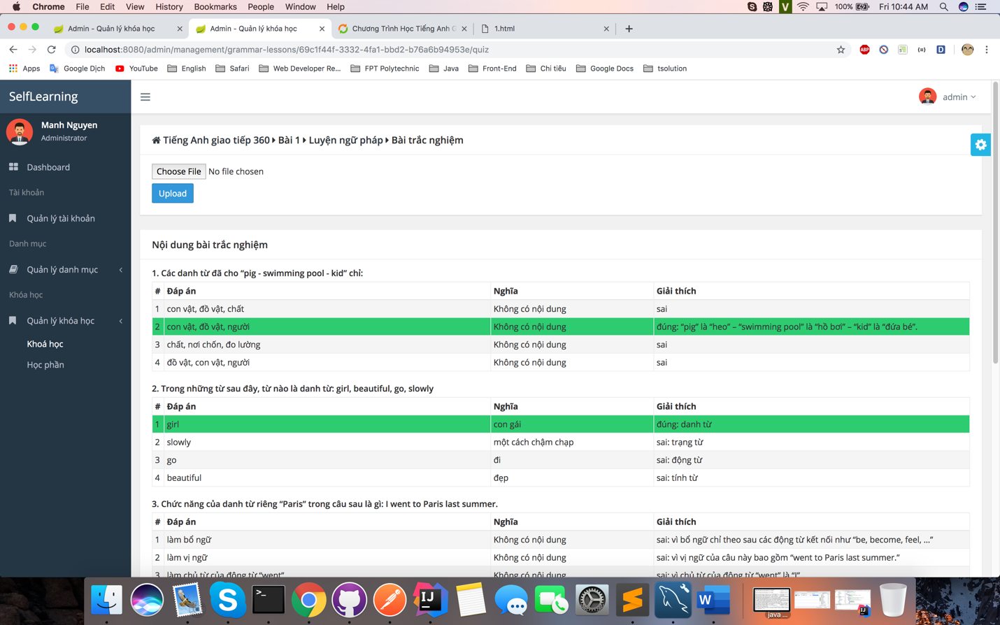 Chrome File Edit View History Bookmarks People Window Help 100% Fri 10:44 AM
Admin - Quản lý khóa học
Admin - Quản lý khóa học
Chương Trình Học Tiếng Anh G
1.html
localhost:8080/admin/management/grammar-lessons/69c1f44f-3332-4fa1-bbd2-b76a6b94953e/quiz
ABP
Apps Google Dịch YouTube English Safari Web Developer Re... FPT Polytechnic Java Front-End Chi tiêu Google Docs tsolution
SelfLearning
admin
Manh Nguyen
Administrator
Dashboard
Tài khoản
Quản lý tài khoản
Danh mục
Quản lý danh mục
Khóa học
Quản lý khóa học
Khoá học
Học phần
Tiếng Anh giao tiếp 360 Bài 1 Luyện ngữ pháp Bài trắc nghiệm
Choose File No file chosen
Upload
Nội dung bài trắc nghiệm
1. Các danh từ đã cho “pig - swimming pool - kid” chỉ:
# Đáp án Nghĩa Giải thích
1 con vật, đồ vật, chất Không có nội dung sai
2 con vật, đồ vật, người Không có nội dung đúng: “pig” là “heo” – “swimming pool” là “hồ bơi” – “kid” là “đứa bé”.
3 chất, nơi chốn, đo lường Không có nội dung sai
4 đồ vật, con vật, người Không có nội dung sai
2. Trong những từ sau đây, từ nào là danh từ: girl, beautiful, go, slowly
# Đáp án Nghĩa Giải thích
1 girl con gái đúng: danh từ
2 slowly một cách chậm chạp sai: trạng từ
3 go đi sai: động từ
4 beautiful đẹp sai: tính từ
3. Chức năng của danh từ riêng “Paris” trong câu sau là gì: I went to Paris last summer.
# Đáp án Nghĩa Giải thích
1 làm bổ ngữ Không có nội dung sai: vì bổ ngữ chỉ theo sau các động từ kết nối như “be, become, feel, ...”
2 làm vị ngữ Không có nội dung sai: vì vị ngữ của câu này bao gồm “went to Paris last summer.”
3 làm chủ từ của động từ “went” Không có nội dung sai: vì chủ từ của động từ “went” là “I”
java ...